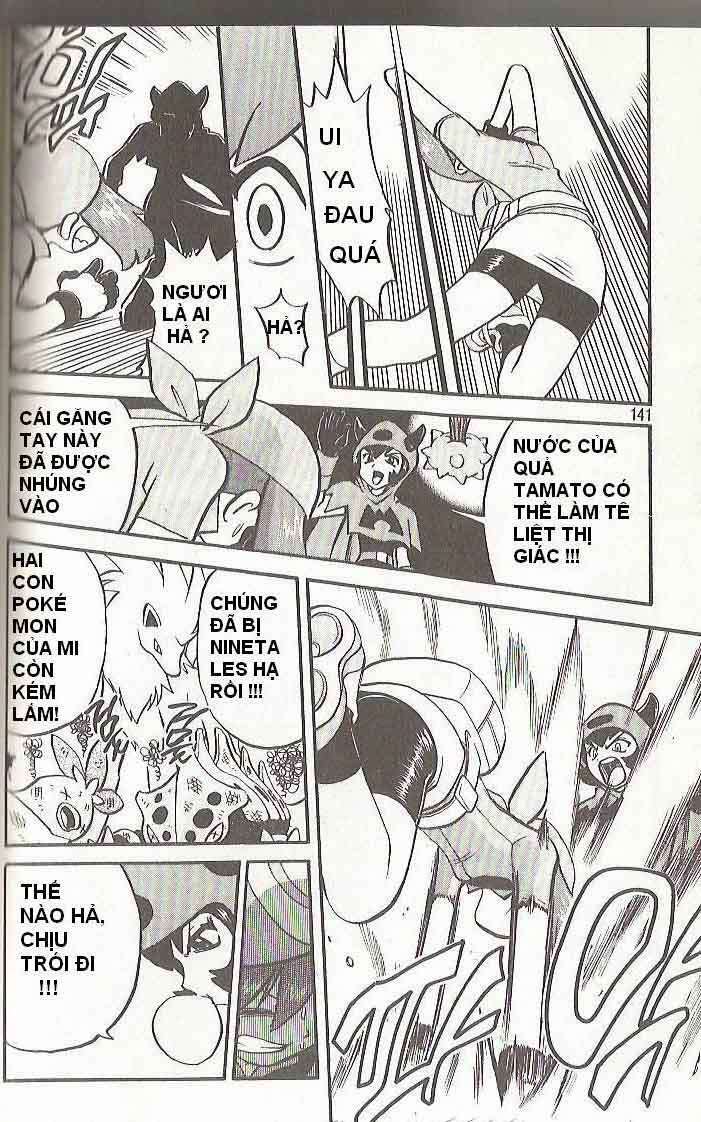 NGƯƠI
LÀ AI
HẢ ?
HẢ?
UI
YA
ĐAU
QUÁ
141
CÁI GĂNG
TAY NÀY
ĐÃ ĐƯỢC
NHÚNG
VÀO
NƯỚC CỦA
QUẢ
TAMATO CÓ
THỂ LÀM TÊ
LIỆT THỊ
GIÁC !!!
HAI
CON
POKÉ
MON
CỦA MI
CÒN
KÉM
LẮM!
CHÚNG
ĐÃ BỊ
NINETA
LES HẠ
RỒI !!!
THẾ
NÀO HẢ,
CHỊU
TRÓI ĐI
!!!